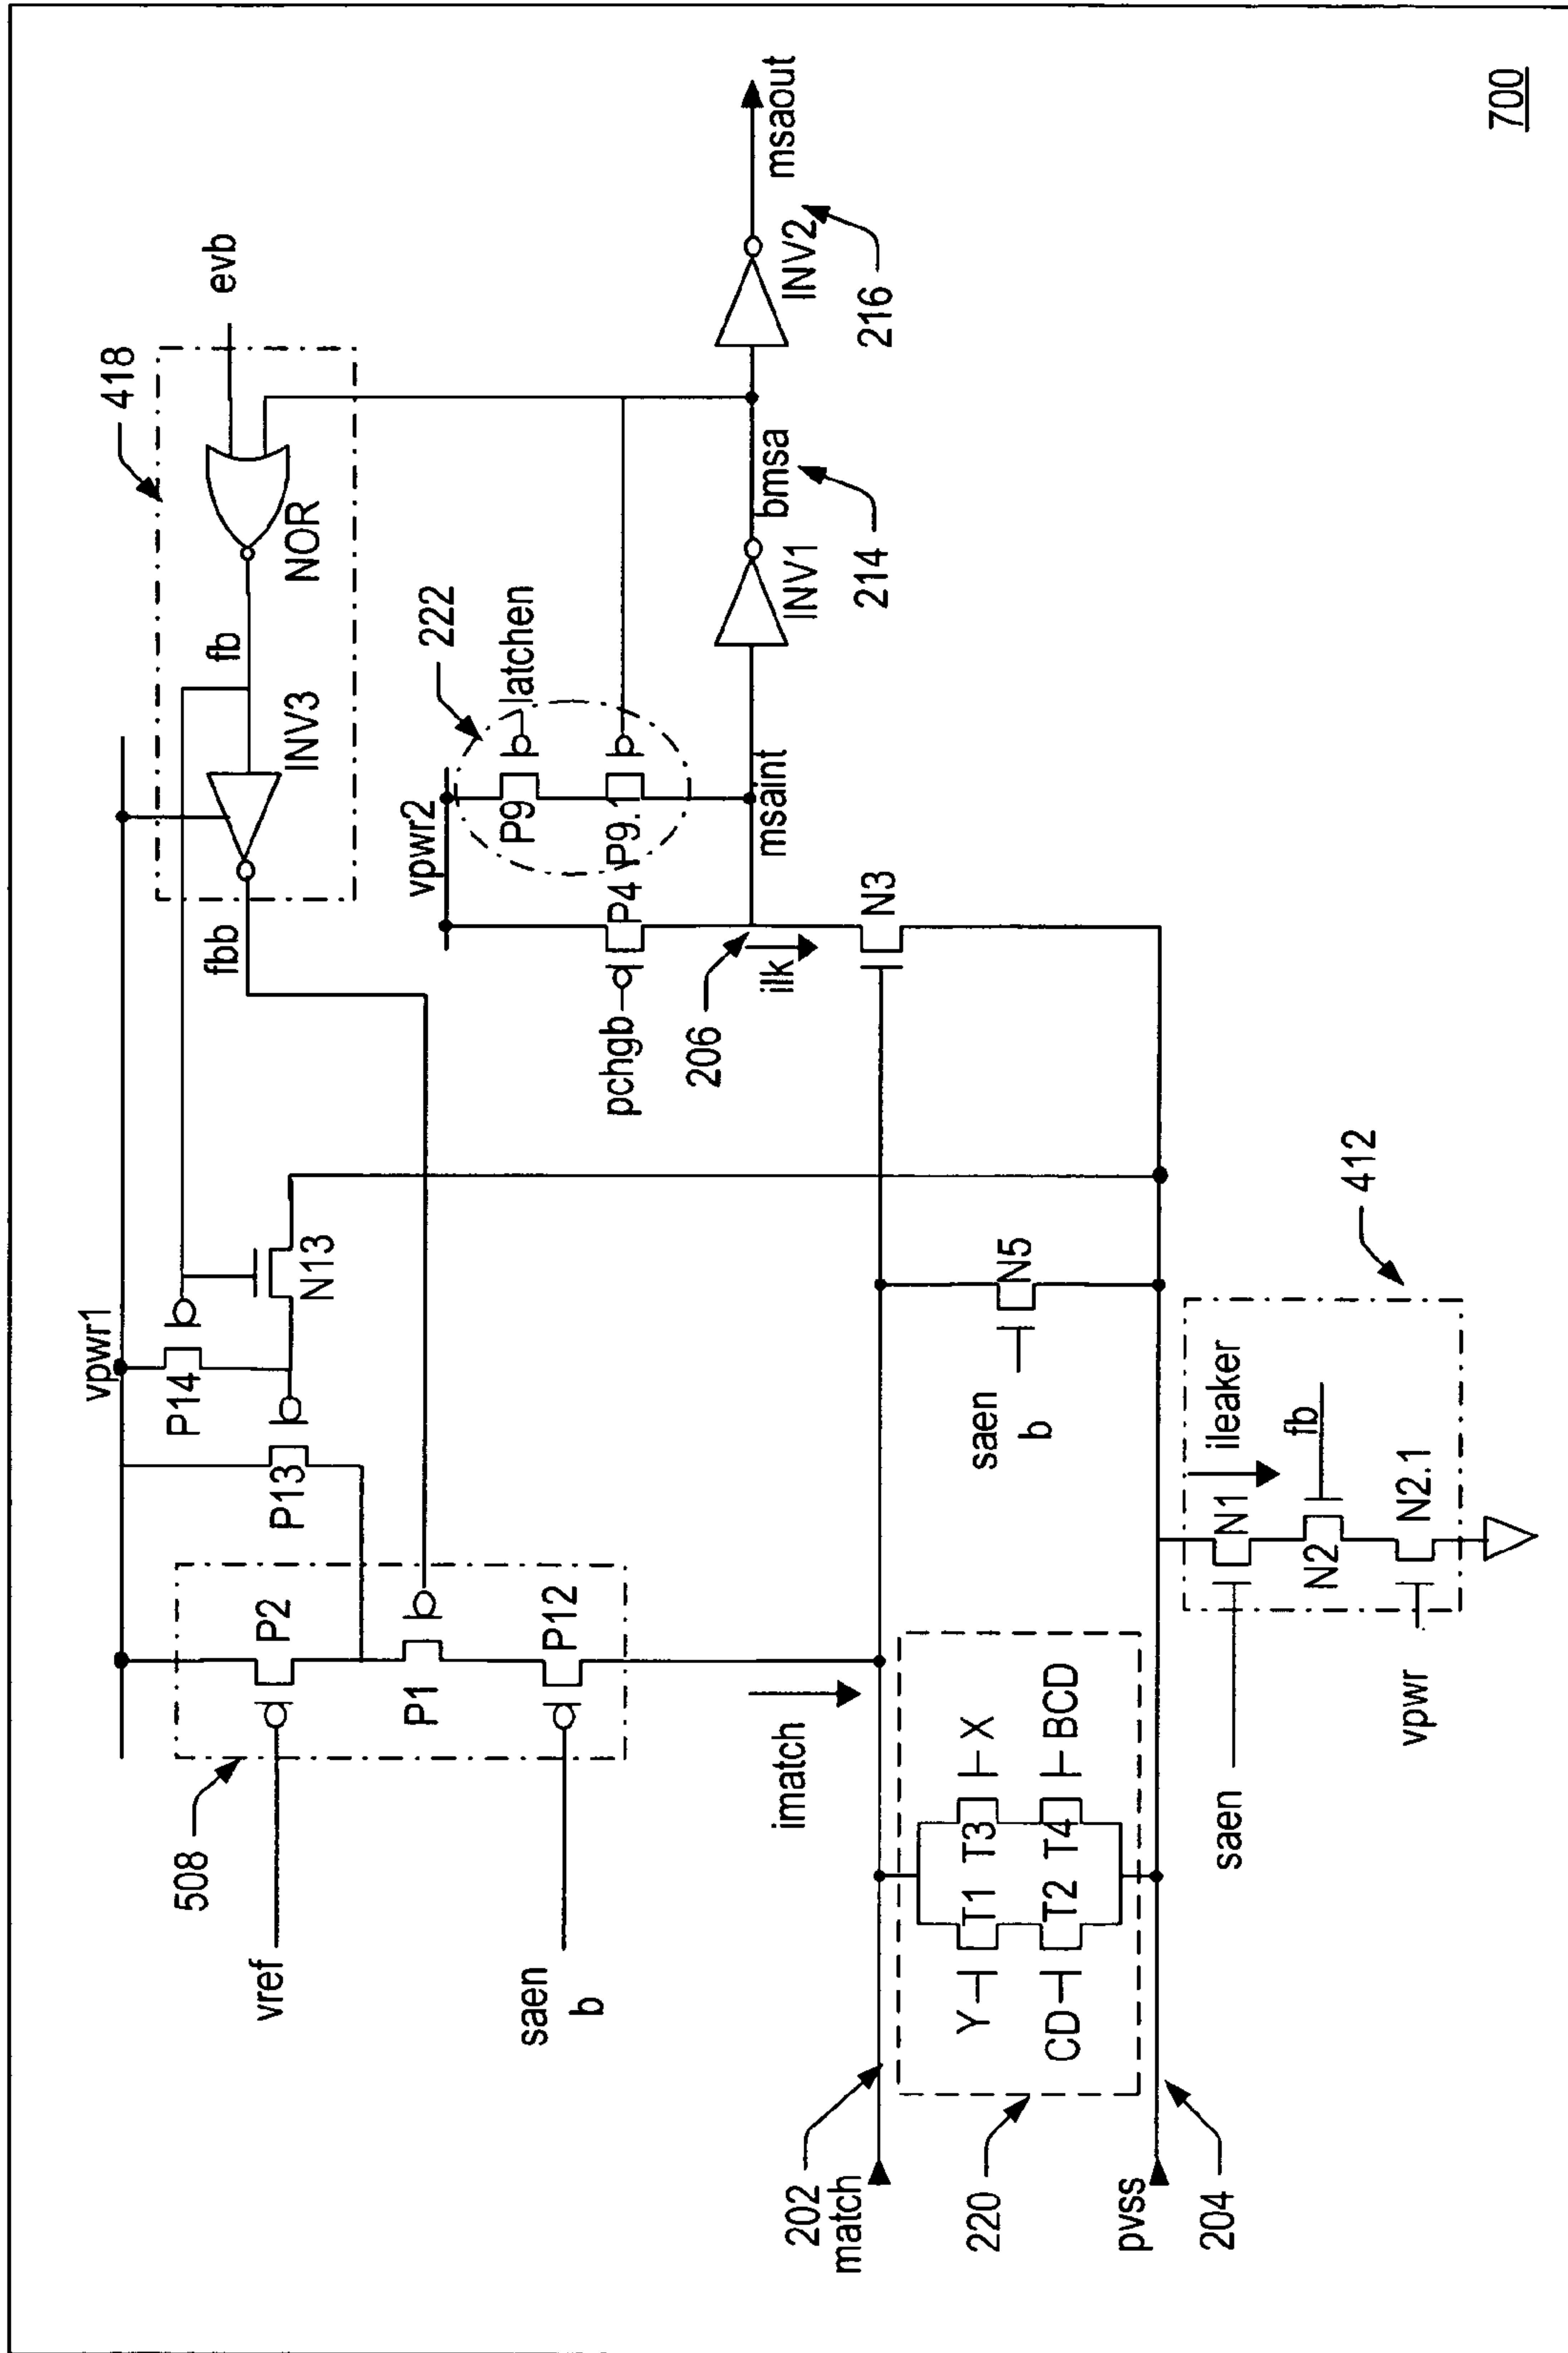 700
vpwr1
418
evb
NOR
fb
INV3
fbb
P14
N13
P13
508
P2
P1
P12
vref
saen
b
imatch
vpwr2
222
latchen
P9
P9.1
P4
pchgb
206
ilk
msaint
N3
INV1
bmsa
214
INV2
216
msaout
202
match
220
Y
T1
T3
X
CD
T2
T4
BCD
pvss
204
saen
b
N5
412
ileaker
saen
N1
fb
N2
N2.1
vpwr